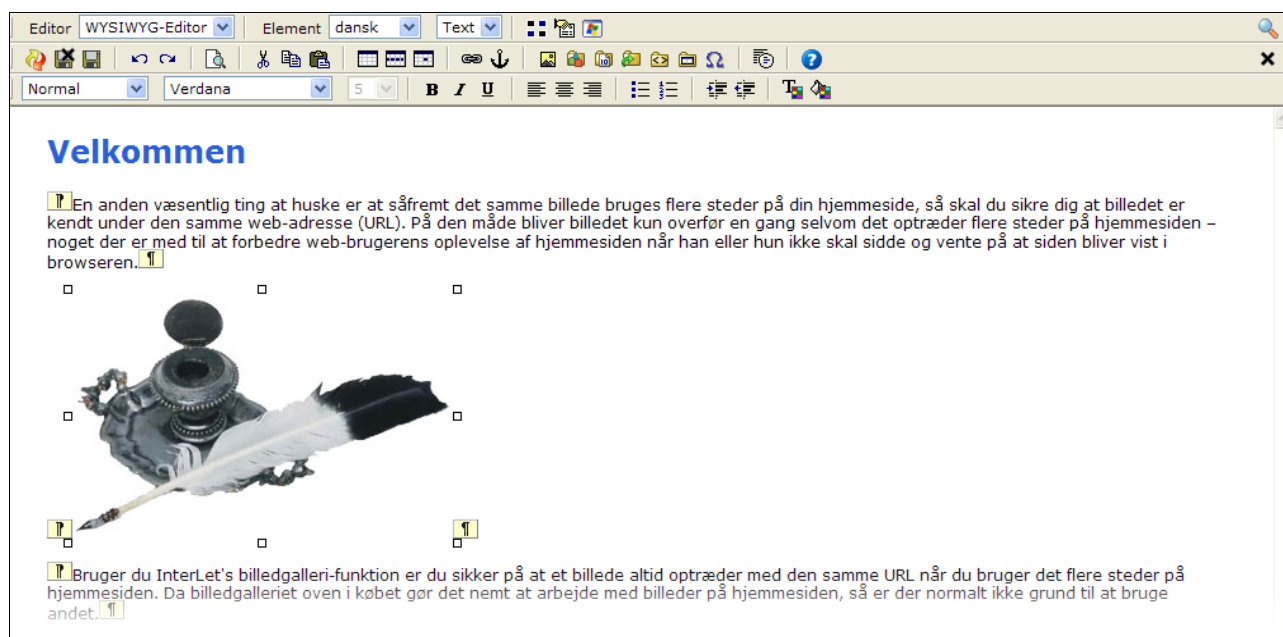 Editor WYSIWYG-Editor Element dansk Text
Normal Verdana 5 B I U
Velkommen
En anden væsentlig ting at huske er at såfremt det samme billede bruges flere steder på din hjemmeside, så skal du sikre dig at billedet er
kendt under den samme web-adresse (URL). På den måde bliver billedet kun overfør en gang selvom det optræder flere steder på hjemmesiden –
noget der er med til at forbedre web-brugerens oplevelse af hjemmesiden når han eller hun ikke skal sidde og vente på at siden bliver vist i
browseren.¶
¶
Bruger du InterLet's billedgalleri-funktion er du sikker på at et billede altid optræder med den samme URL når du bruger det flere steder på
hjemmesiden. Da billedgalleriet oven i købet gør det nemt at arbejde med billeder på hjemmesiden, så er der normalt ikke grund til at bruge
andet.¶